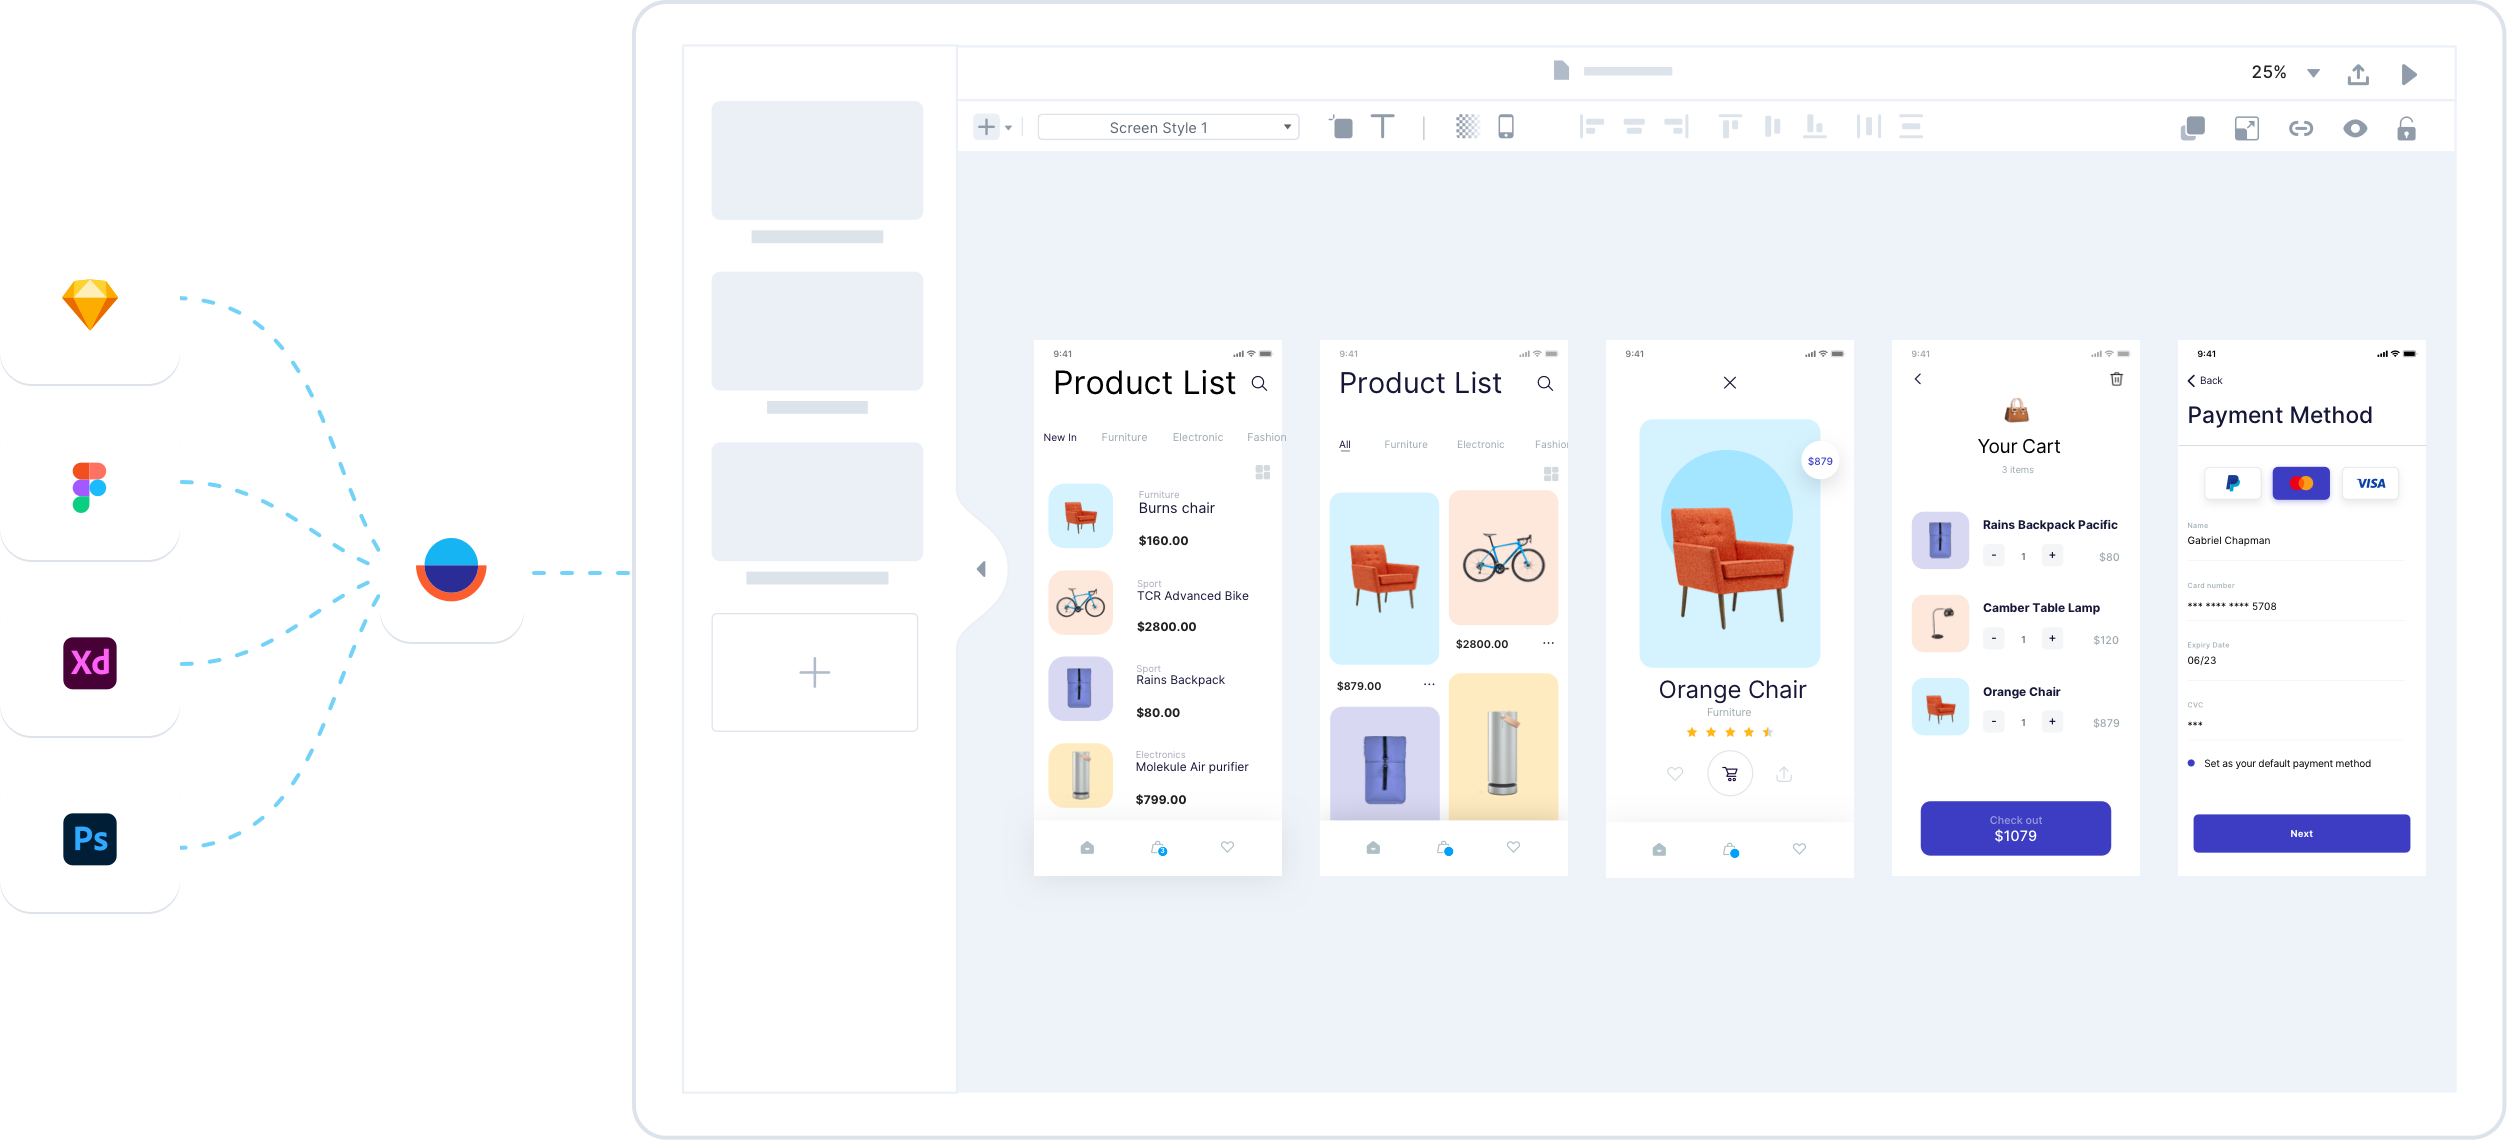 Xd
Ps
25%
Screen Style 1
9:41
Product List
New In Furniture Electronic Fashion
Furniture
Burns chair
$160.00
Sport
TCR Advanced Bike
$2800.00
Sport
Rains Backpack
$80.00
Electronics
Molekule Air purifier
$799.00
3
9:41
Product List
All Furniture Electronic Fashion
$879.00
$2800.00
9:41
$879
Orange Chair
Furniture
9:41
Your Cart
3 items
Rains Backpack Pacific
- 1 + $80
Camber Table Lamp
- 1 + $120
Orange Chair
- 1 + $879
Check out
$1079
9:41
Back
Payment Method
VISA
Name
Gabriel Chapman
Card number
*** **** **** 5708
Expiry Date
06/23
CVC
***
Set as your default payment method
Next